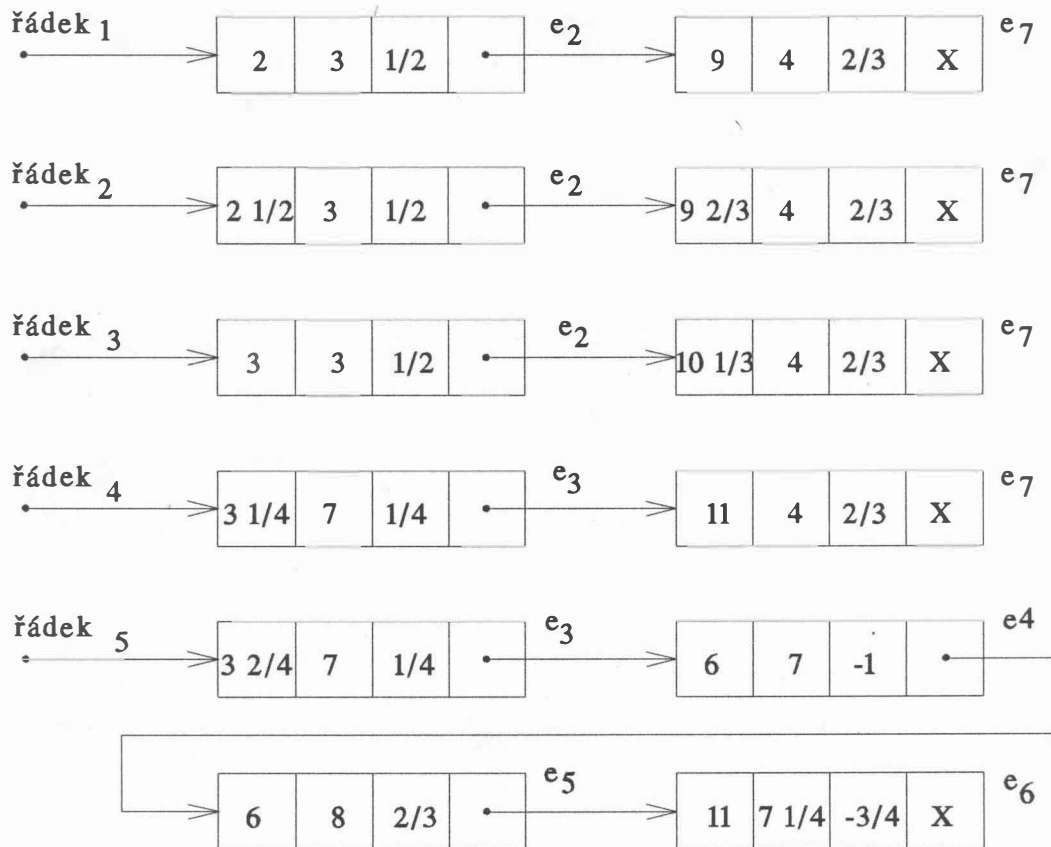 řádek 1 2 3 1/2 e2 9 4 2/3 X e7
řádek 2 2 1/2 3 1/2 e2 9 2/3 4 2/3 X e7
řádek 3 3 3 1/2 e2 10 1/3 4 2/3 X e7
řádek 4 3 1/4 7 1/4 e3 11 4 2/3 X e7
řádek 5 3 2/4 7 1/4 e3 6 7 -1 e4
6 8 2/3 e5 11 7 1/4 -3/4 X e6